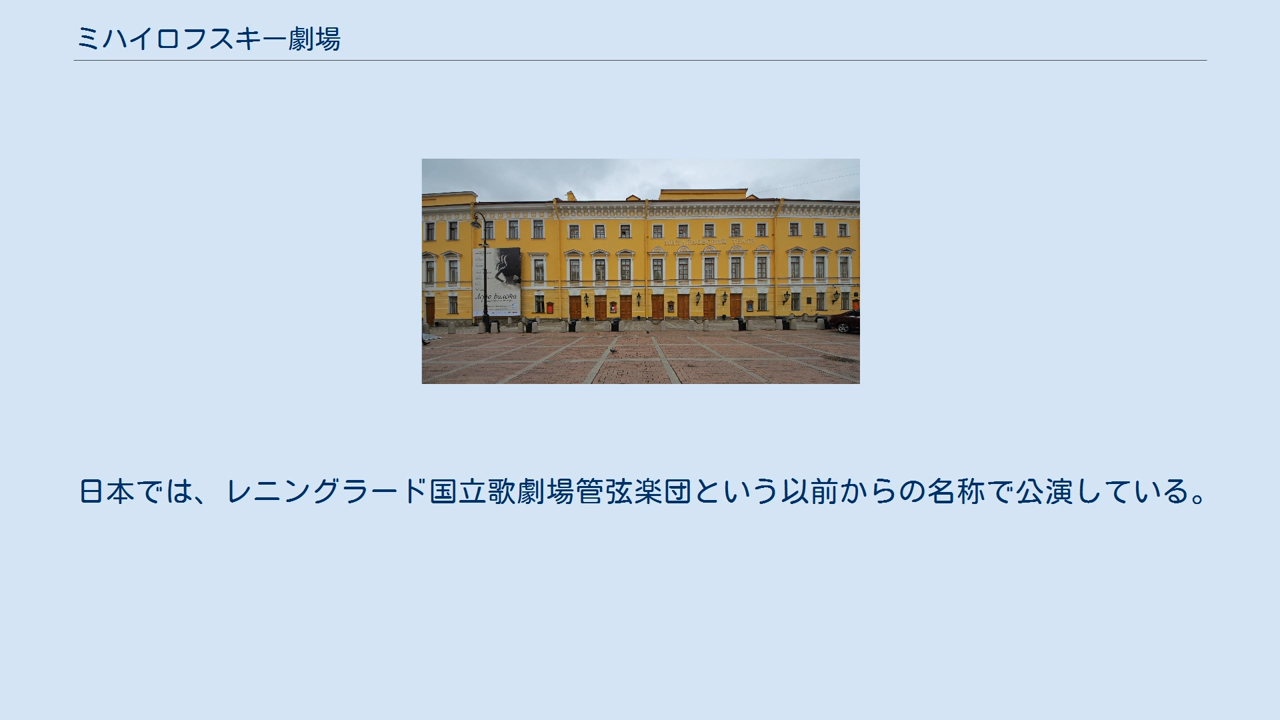 ミハイロフスキー劇場
日本では、レニングラード国立歌劇場管弦楽団という以前からの名称で公演している。